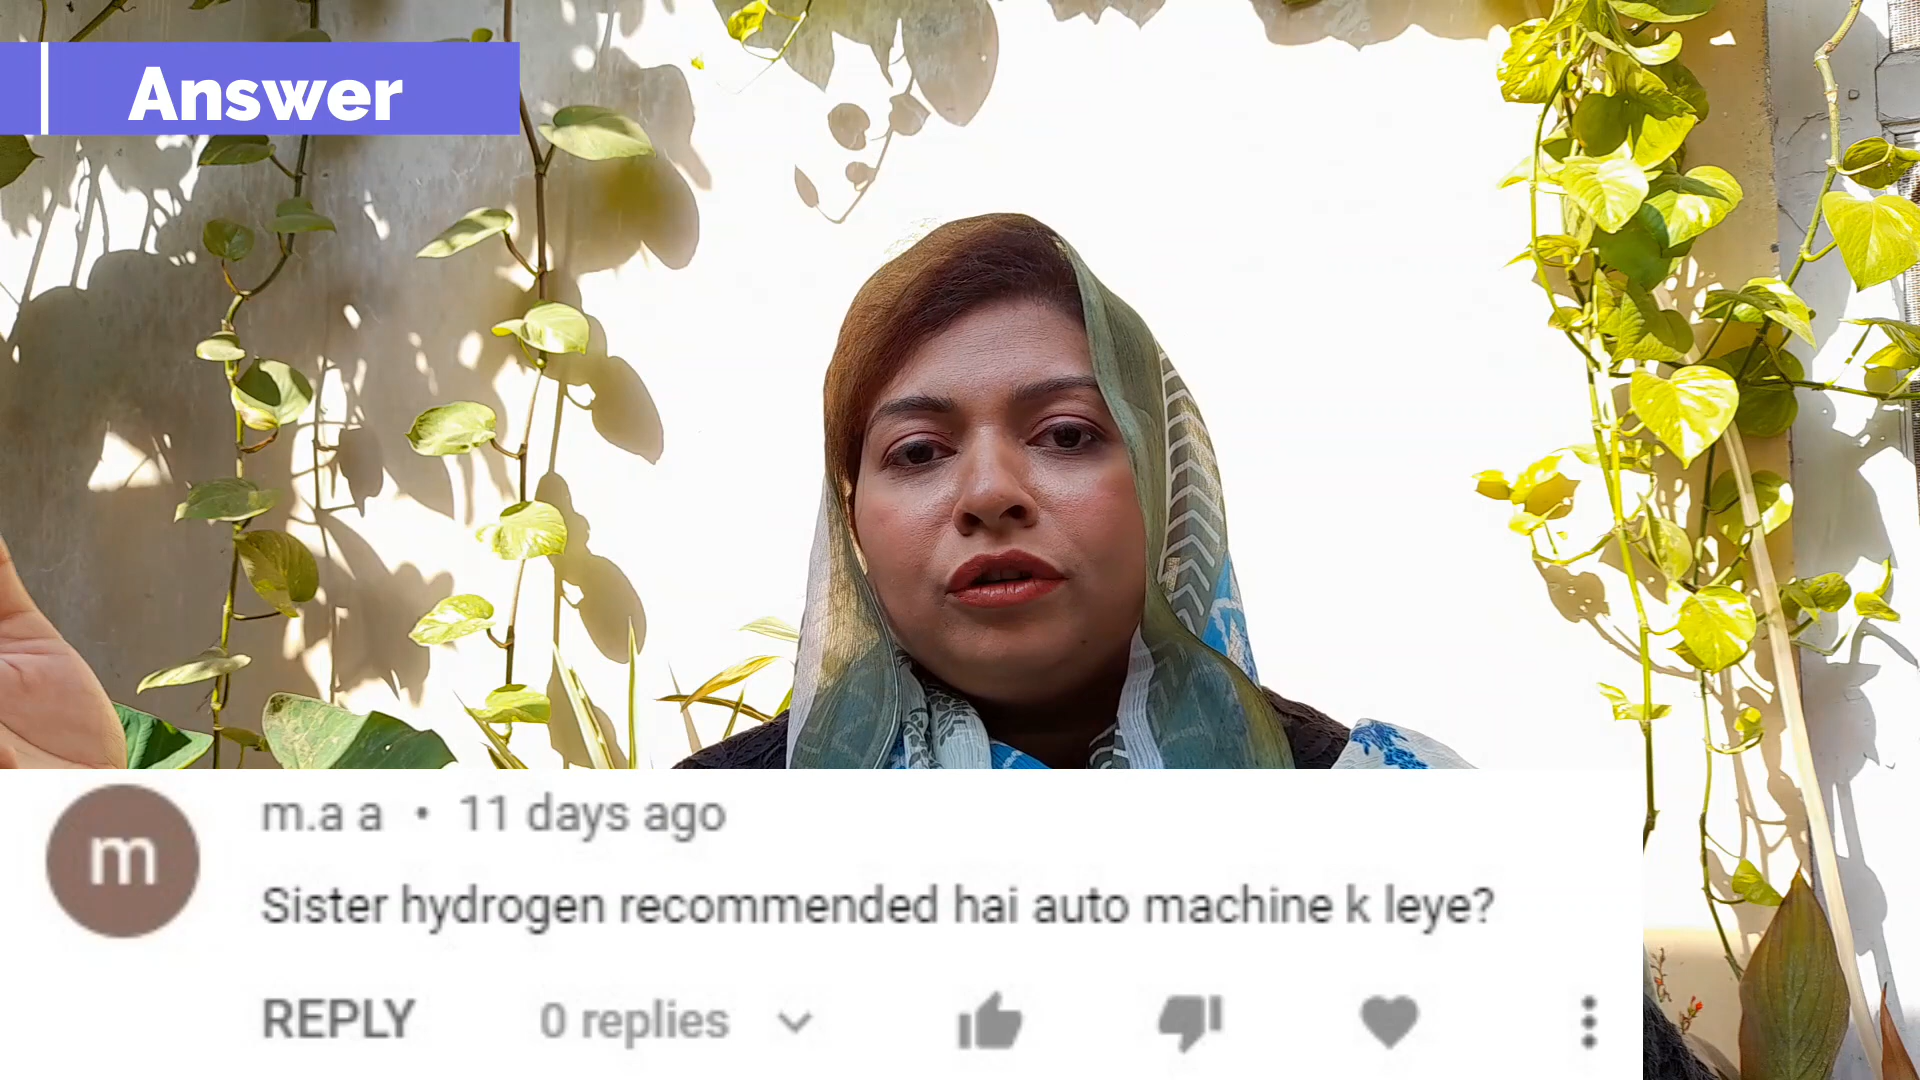 Answer
m
m.a a • 11 days ago
Sister hydrogen recommended hai auto machine k leye?
REPLY 0 replies